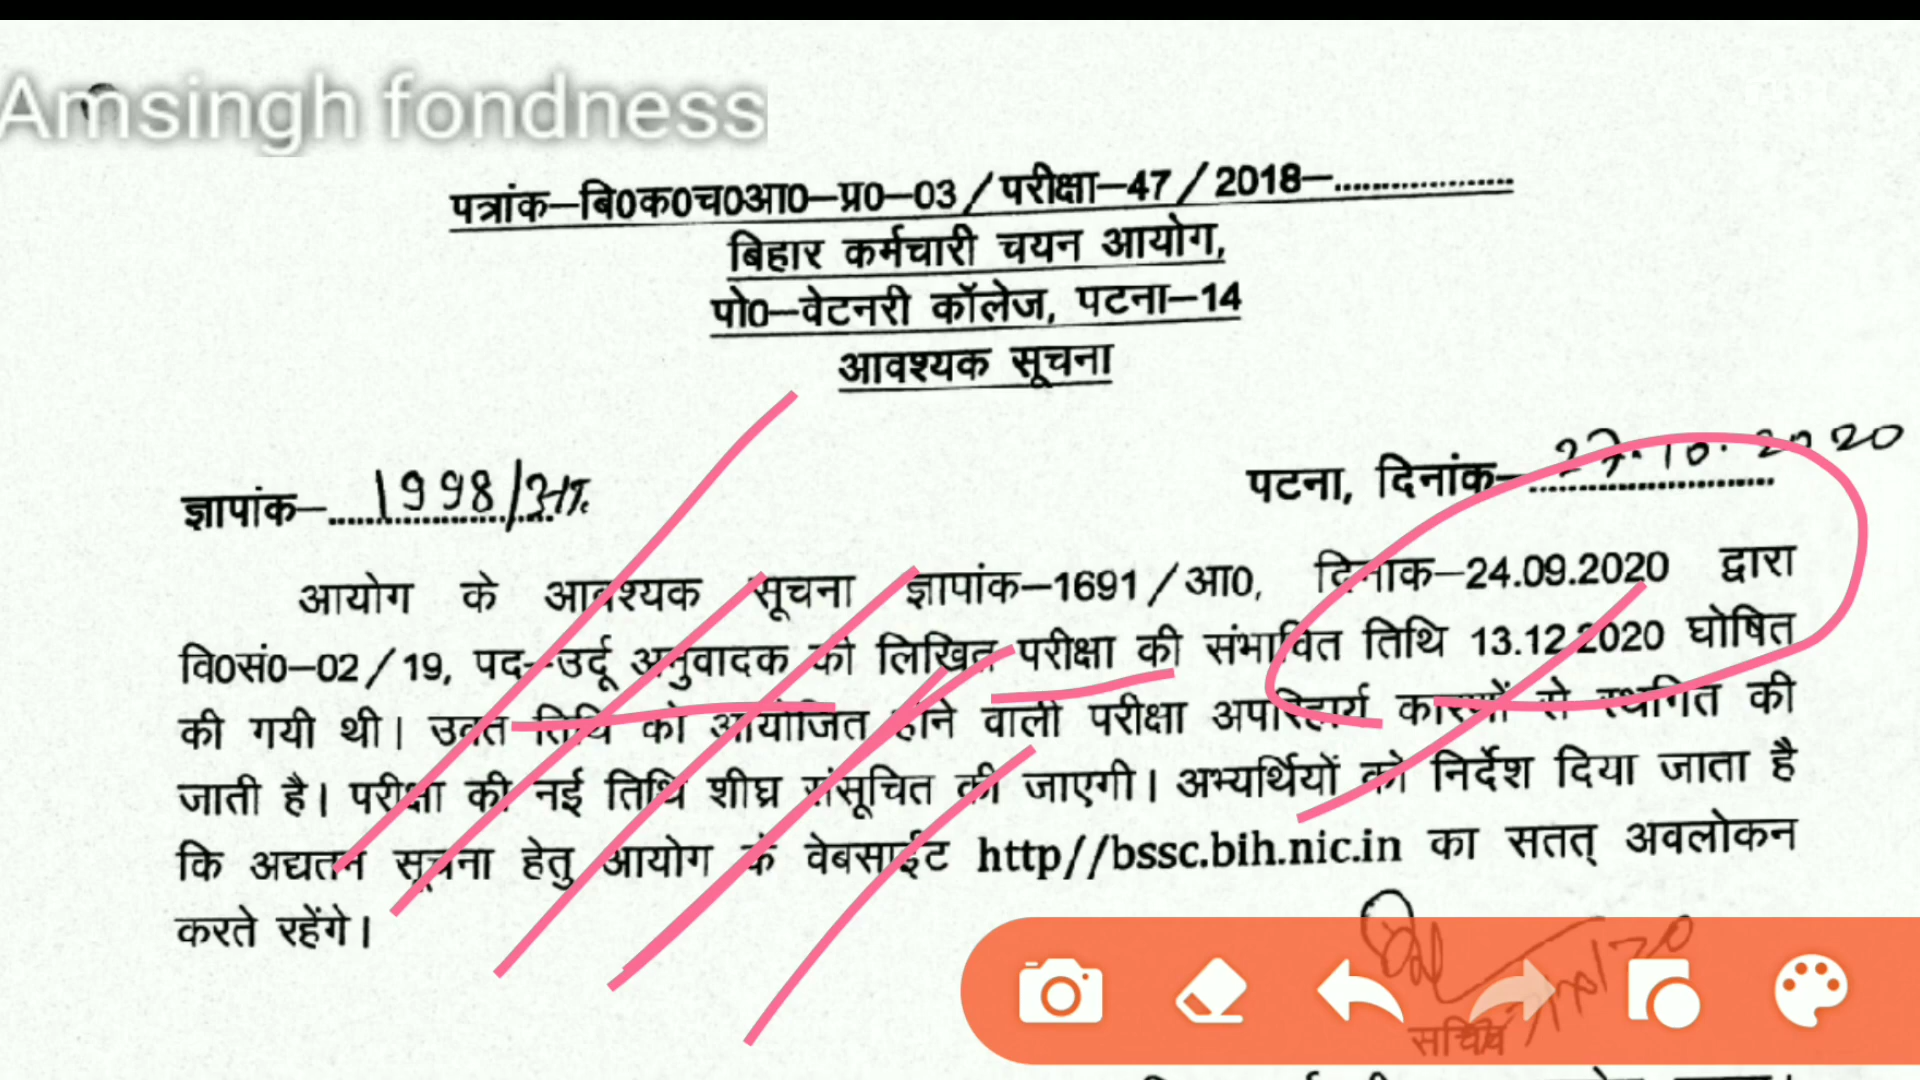 Amsingh fondness
पत्रांक–बि0क0च0आ0–प्र0–03/परीक्षा–47/2018–...................
बिहार कर्मचारी चयन आयोग,
पो0–वेटनरी कॉलेज, पटना–14
आवश्यक सूचना
ज्ञापांक–1998/आ0
पटना, दिनांक–27.10.2020
आयोग के आवश्यक सूचना ज्ञापांक–1691/आ0, दिनांक–24.09.2020 द्वारा
वि0सं0–02/19, पद–उर्दू अनुवादक की लिखित परीक्षा की संभावित तिथि 13.12.2020 घोषित
की गयी थी। उक्त तिथि को आयोजित होने वाली परीक्षा अपरिहार्य कारणों से स्थगित की
जाती है। परीक्षा की नई तिथि शीघ्र संसूचित की जाएगी। अभ्यर्थियों को निर्देश दिया जाता है
कि अद्यतन सूचना हेतु आयोग के वेबसाईट http//bssc.bih.nic.in का सतत् अवलोकन
करते रहेंगे।
सचिव